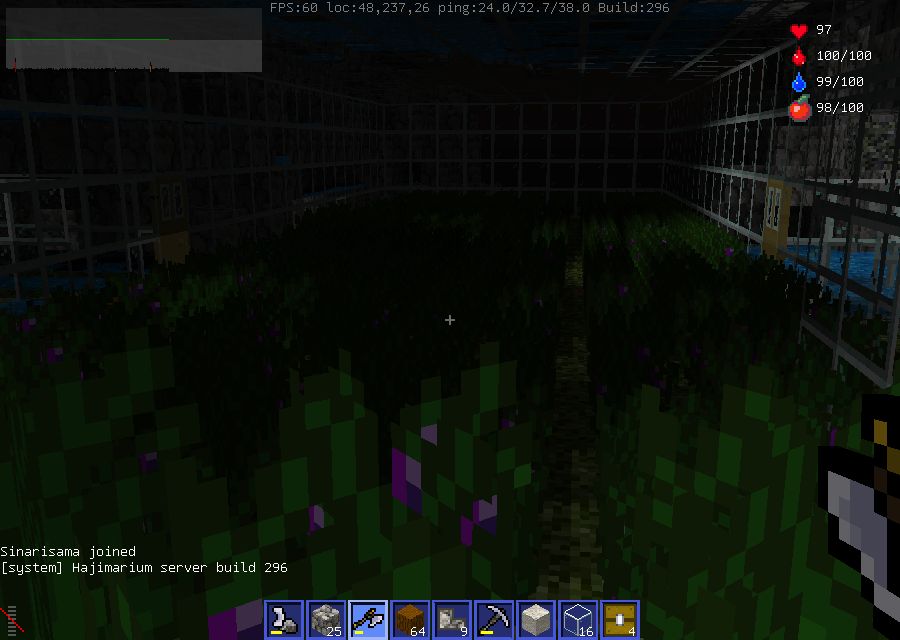 FPS:60 loc:48,237,26 ping:24.0/32.7/38.0 Build:296
97
100/100
99/100
98/100
Sinarisama joined
[system] Hajimarium server build 296
25 64 9 16 4